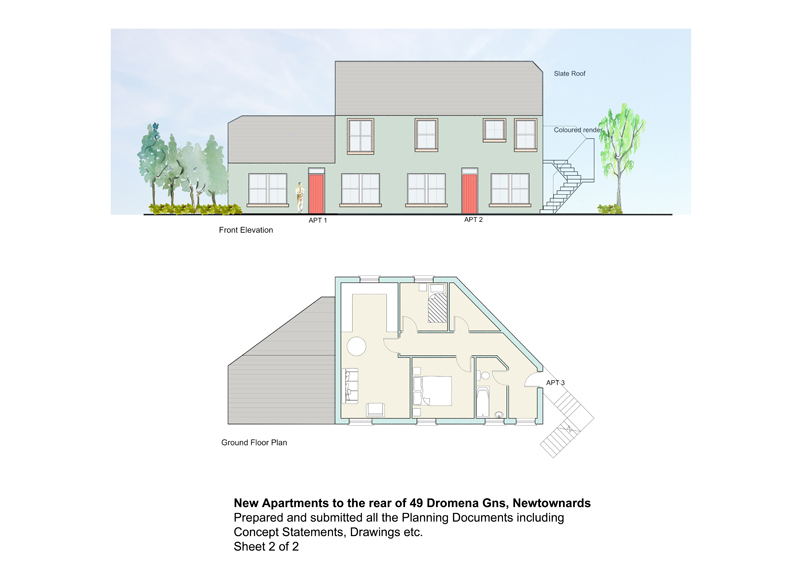 Slate Roof
Coloured render
APT 1
APT 2
Front Elevation
APT 3
Ground Floor Plan
New Apartments to the rear of 49 Dromena Gns, Newtownards
Prepared and submitted all the Planning Documents including
Concept Statements, Drawings etc.
Sheet 2 of 2